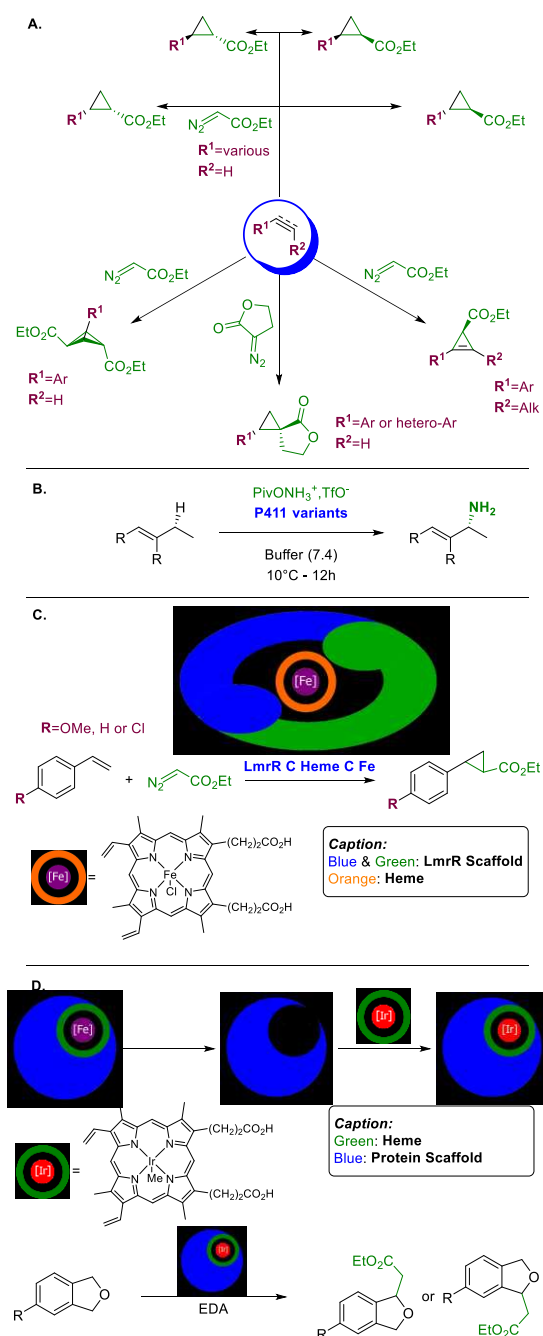 A.
R1 CO2Et R1 CO2Et
R1 CO2Et N2 CO2Et R1 CO2Et
R1=various
R2=H
R1
R2
N2 CO2Et N2 CO2Et
EtO2C R1 CO2Et
O O N2
CO2Et R1 R2
R1=Ar
R2=H
R1=Ar
R2=Alk
R1 O O
R1=Ar or hetero-Ar
R2=H
B.
PivONH3+,TfO-
P411 variants
H NH2
R R R R
Buffer (7.4)
10°C - 12h
C.
[Fe]
R=OMe, H or Cl
R + N2 CO2Et LmrR C Heme C Fe R CO2Et
[Fe] =
(CH2)2CO2H
N N Fe Cl N N
(CH2)2CO2H
Caption:
Blue & Green: LmrR Scaffold
Orange: Heme
D.
[Fe] [Ir] [Ir]
[Ir] =
(CH2)2CO2H
N N Ir Me N N
(CH2)2CO2H
Caption:
Green: Heme
Blue: Protein Scaffold
[Ir]
R O EDA EtO2C O R or R O EtO2C